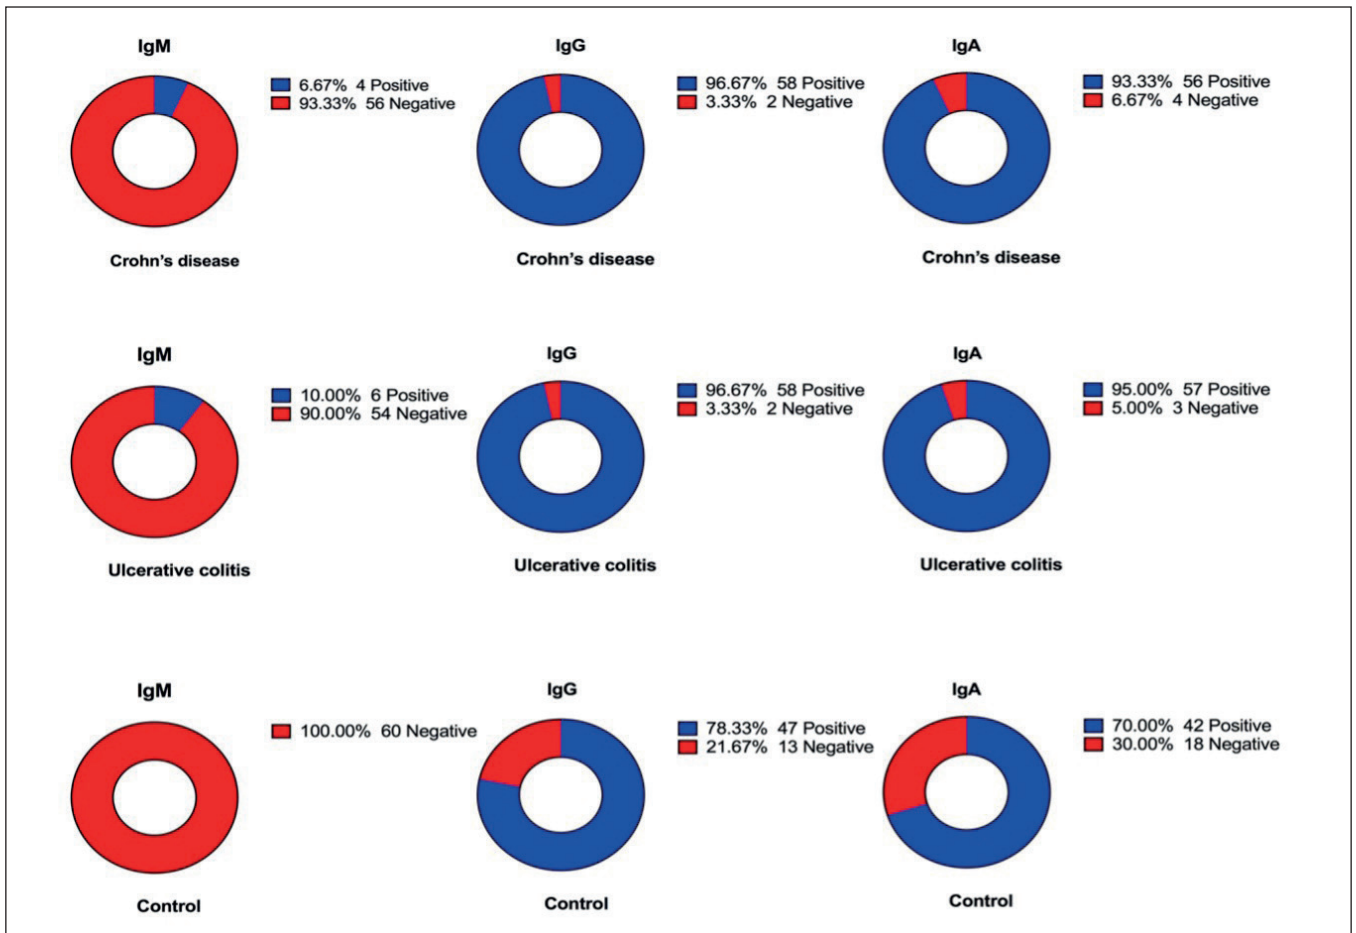 IgM
6.67% 4 Positive
93.33% 56 Negative
Crohn's disease
IgG
96.67% 58 Positive
3.33% 2 Negative
Crohn's disease
IgA
93.33% 56 Positive
6.67% 4 Negative
Crohn's disease
IgM
10.00% 6 Positive
90.00% 54 Negative
Ulcerative colitis
IgG
96.67% 58 Positive
3.33% 2 Negative
Ulcerative colitis
IgA
95.00% 57 Positive
5.00% 3 Negative
Ulcerative colitis
IgM
100.00% 60 Negative
Control
IgG
78.33% 47 Positive
21.67% 13 Negative
Control
IgA
70.00% 42 Positive
30.00% 18 Negative
Control